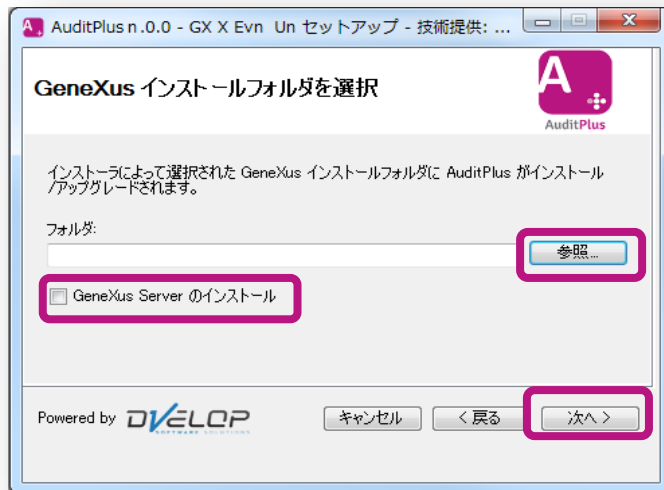 AuditPlus n .0.0 - GX X Evn Un セットアップ - 技術提供: ...
GeneXus インストールフォルダを選択
A
AuditPlus
インストーラによって選択された GeneXus インストールフォルダに AuditPlus がインストール
/アップグレードされます。
フォルダ:
参照...
GeneXus Server のインストール
Powered by DVELOP
SOFTWARE SOLUTIONS
キャンセル
< 戻る
次へ >